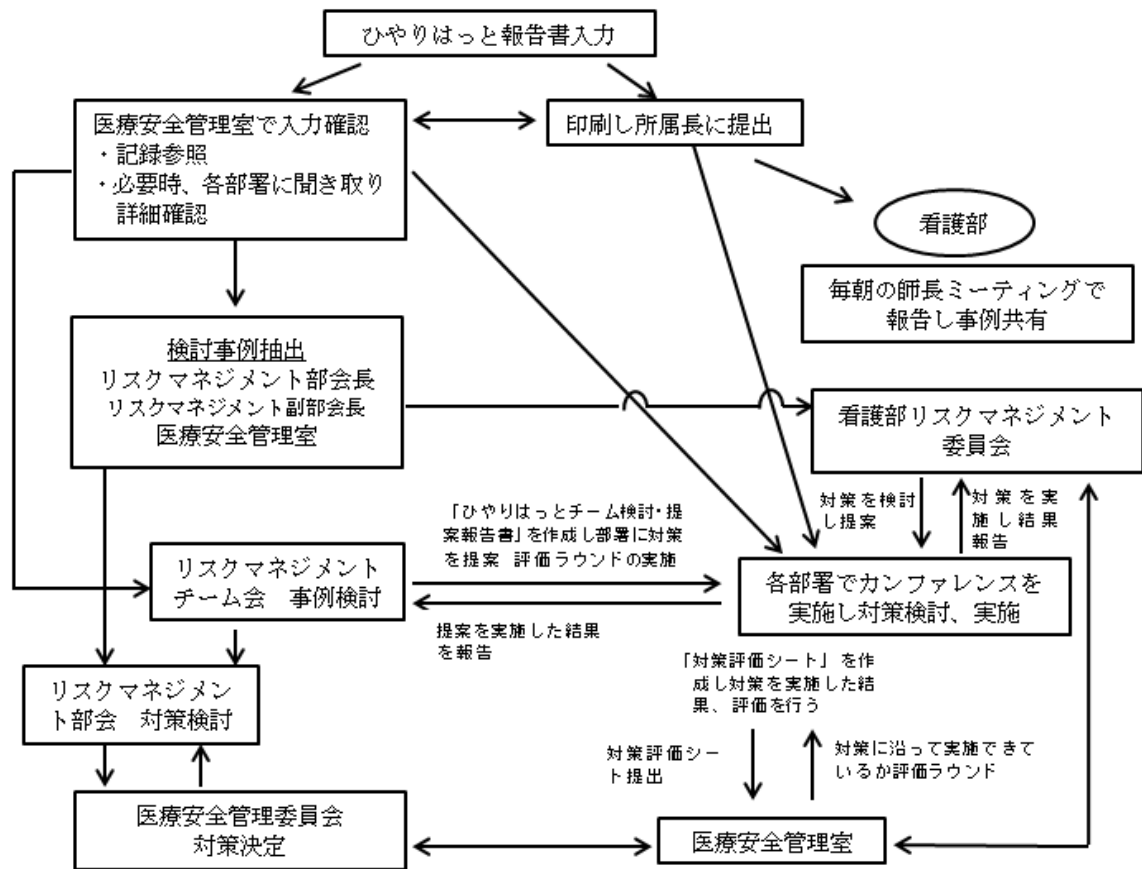 ひやりはっと報告書入力
医療安全管理室で入力確認
・記録参照
・必要時、各部署に聞き取り
詳細確認
印刷し所属長に提出
看護部
毎朝の師長ミーティングで
報告し事例共有
検討事例抽出
リスクマネジメント部会長
リスクマネジメント副部会長
医療安全管理室
看護部リスクマネジメント
委員会
対策を検討
し提案
対策を実
施し結果
報告
「ひやりはっとチーム検討・提
案報告書」を作成し部署に対策
を提案 評価ラウンドの実施
リスクマネジメント
チーム会 事例検討
提案を実施した結果
を報告
各部署でカンファレンスを
実施し対策検討、実施
リスクマネジメン
ト部会 対策検討
「対策評価シート」を作
成し対策を実施した結
果、評価を行う
対策評価シー
ト提出
対策に沿って実施できて
いるか評価ラウンド
医療安全管理委員会
対策決定
医療安全管理室